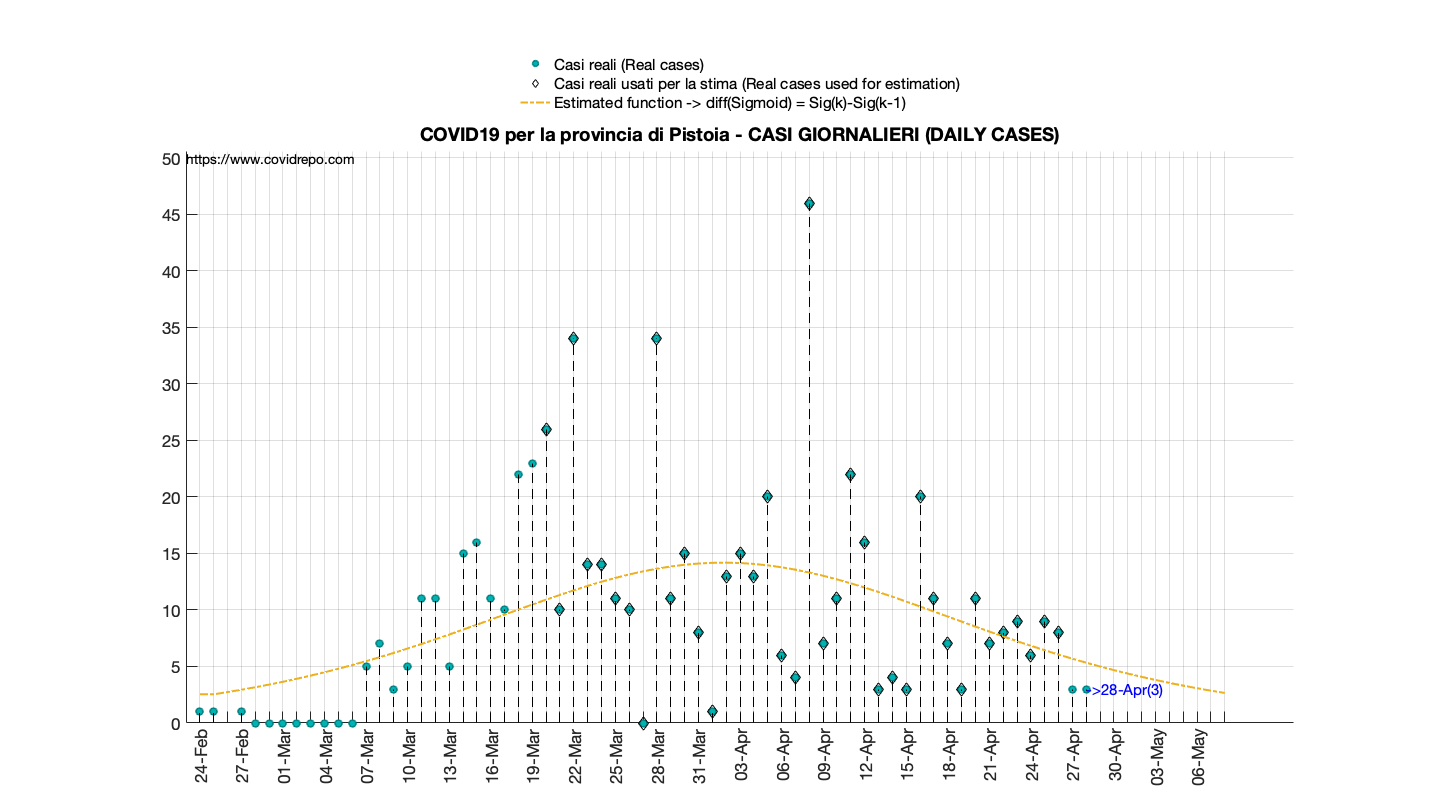 Casi reali (Real cases)
Casi reali usati per la stima (Real cases used for estimation)
Estimated function -> diff(Sigmoid) = Sig(k)-Sig(k-1)
COVID19 per la provincia di Pistoia - CASI GIORNALIERI (DAILY CASES)
https://www.covidrepo.com
50
45
40
35
30
25
20
15
10
5
0
->28-Apr(3)
24-Feb
27-Feb
01-Mar
04-Mar
07-Mar
10-Mar
13-Mar
16-Mar
19-Mar
22-Mar
25-Mar
28-Mar
31-Mar
03-Apr
06-Apr
09-Apr
12-Apr
15-Apr
18-Apr
21-Apr
24-Apr
27-Apr
30-Apr
03-May
06-May